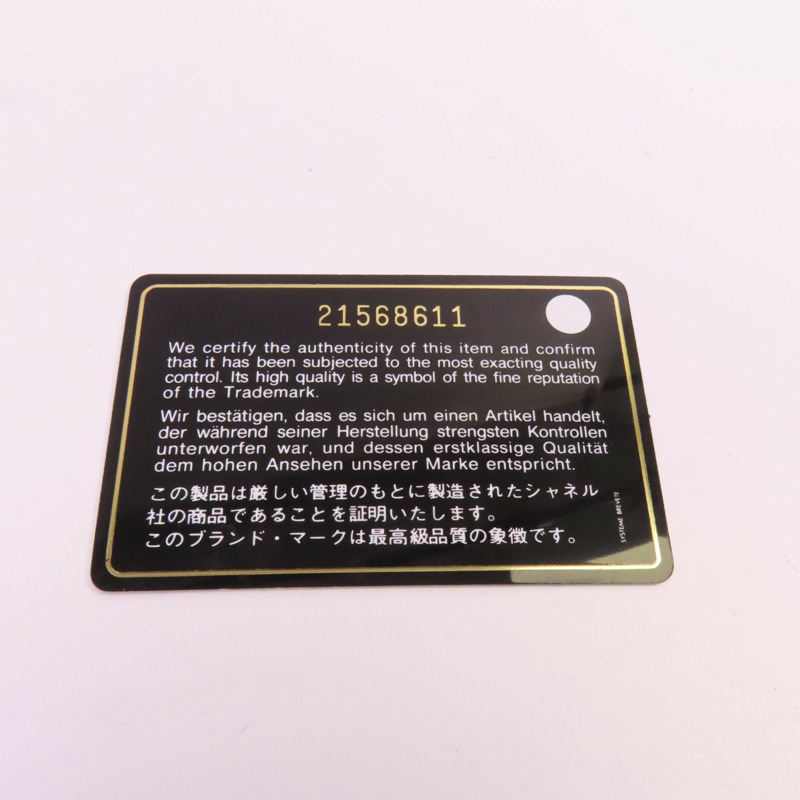 21568611
We certify the authenticity of this item and confirm
that it has been subjected to the most exacting quality
control. Its high quality is a symbol of the fine reputation
of the Trademark.
Wir bestätigen, dass es sich um einen Artikel handelt,
der während seiner Herstellung strengsten Kontrollen
unterworfen war, und dessen erstklassige Qualität
dem hohen Ansehen unserer Marke entspricht.
この製品は厳しい管理のもとに製造されたシャネル
社の商品であることを証明いたします。
このブランド・マークは最高級品質の象徴です。
SYSTEME BREVETE